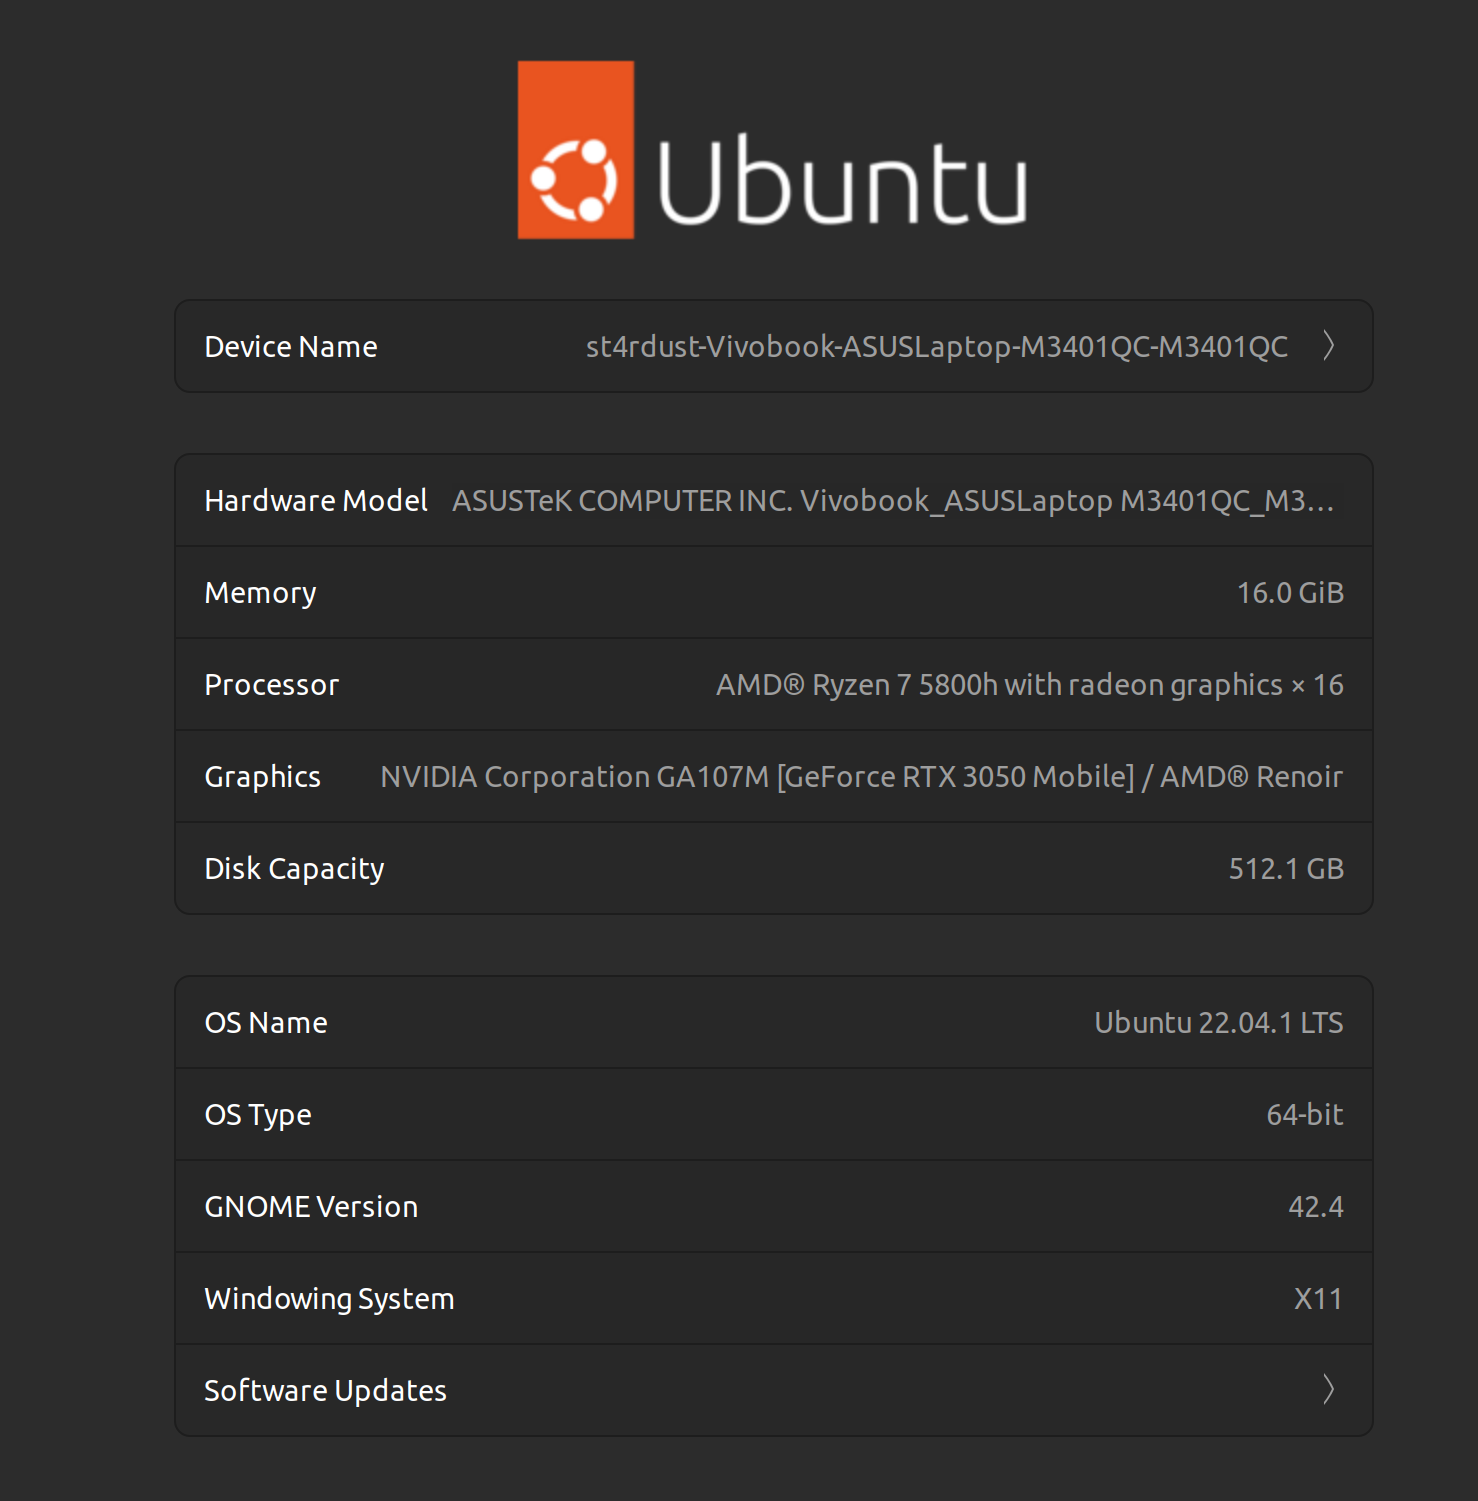 Ubuntu
Device Name st4rdust-Vivobook-ASUSLaptop-M3401QC-M3401QC
Hardware Model ASUSTeK COMPUTER INC. Vivobook_ASUSLaptop M3401QC_M3...
Memory 16.0 GiB
Processor AMD® Ryzen 7 5800h with radeon graphics × 16
Graphics NVIDIA Corporation GA107M [GeForce RTX 3050 Mobile] / AMD® Renoir
Disk Capacity 512.1 GB
OS Name Ubuntu 22.04.1 LTS
OS Type 64-bit
GNOME Version 42.4
Windowing System X11
Software Updates